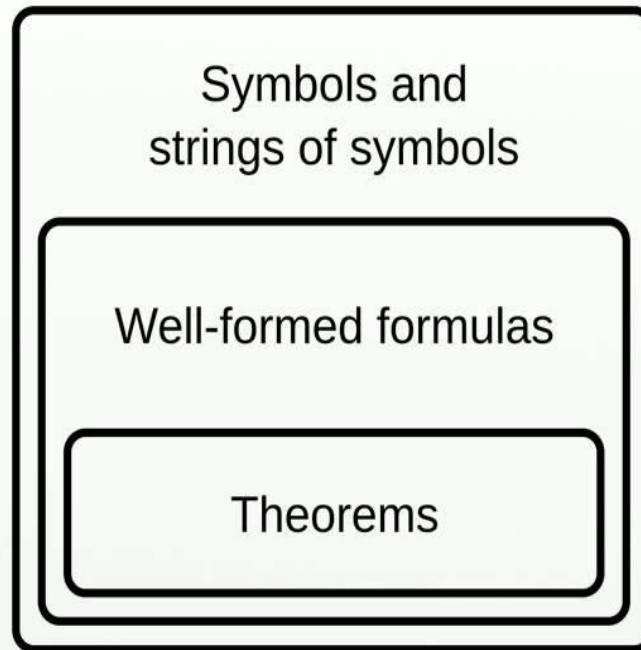 Symbols and
strings of symbols
Well-formed formulas
Theorems